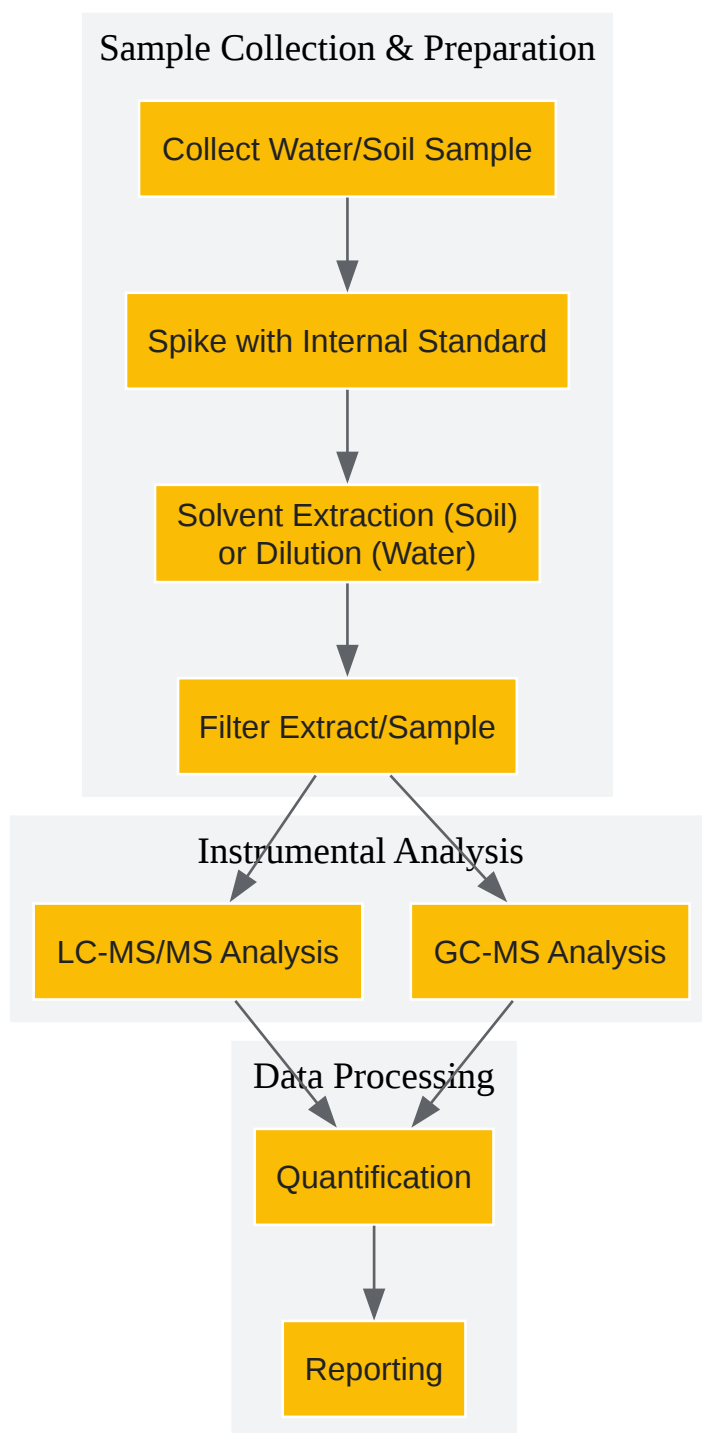 Sample Collection & Preparation
Collect Water/Soil Sample
Spike with Internal Standard
Solvent Extraction (Soil)
or Dilution (Water)
Filter Extract/Sample
Instrumental Analysis
LC-MS/MS Analysis
GC-MS Analysis
Data Processing
Quantification
Reporting